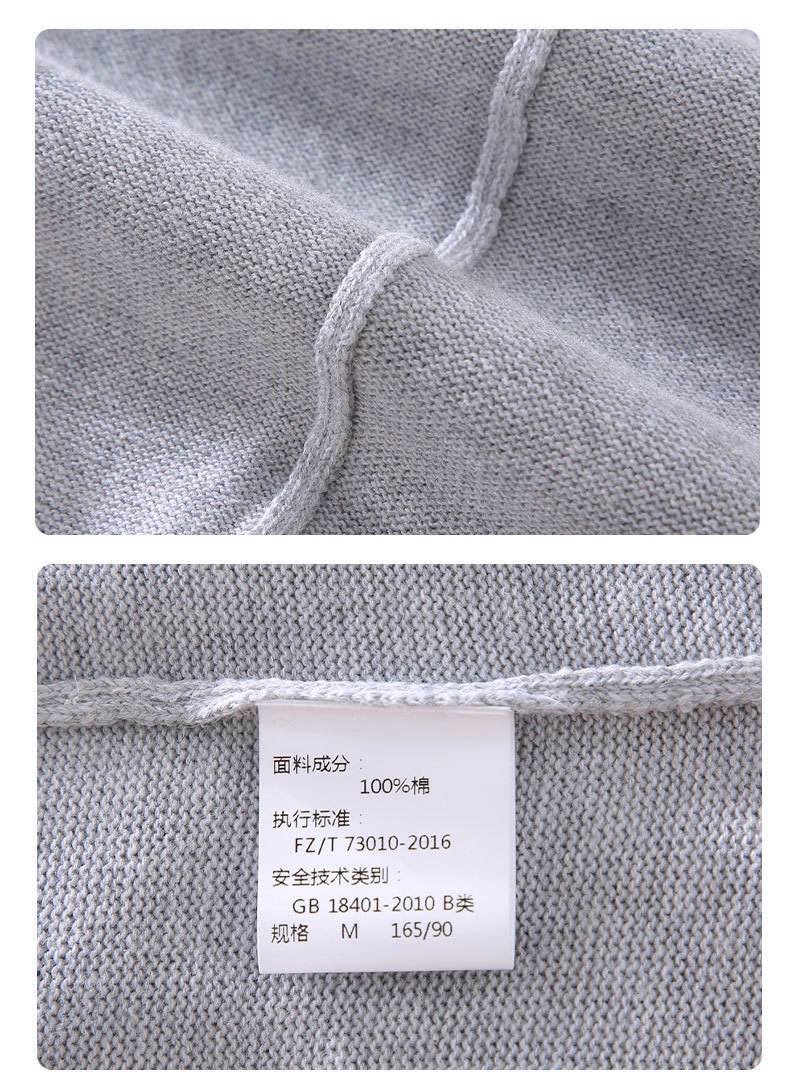 面料成分：
100%棉
执行标准：
FZ/T 73010-2016
安全技术类别：
GB 18401-2010 B类
规格 M 165/90